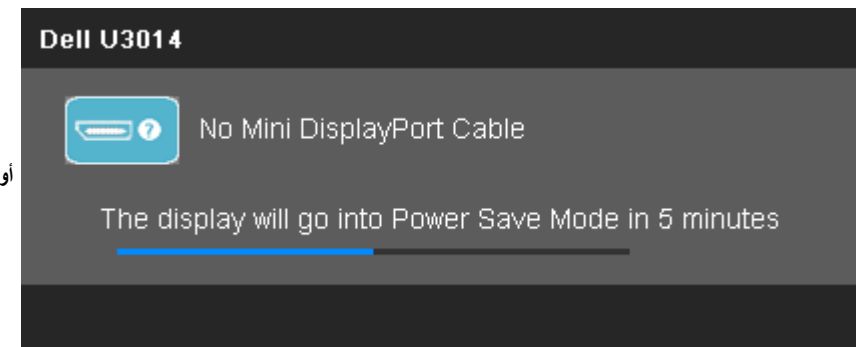 Dell U3014
?
No Mini DisplayPort Cable
أو
The display will go into Power Save Mode in 5 minutes